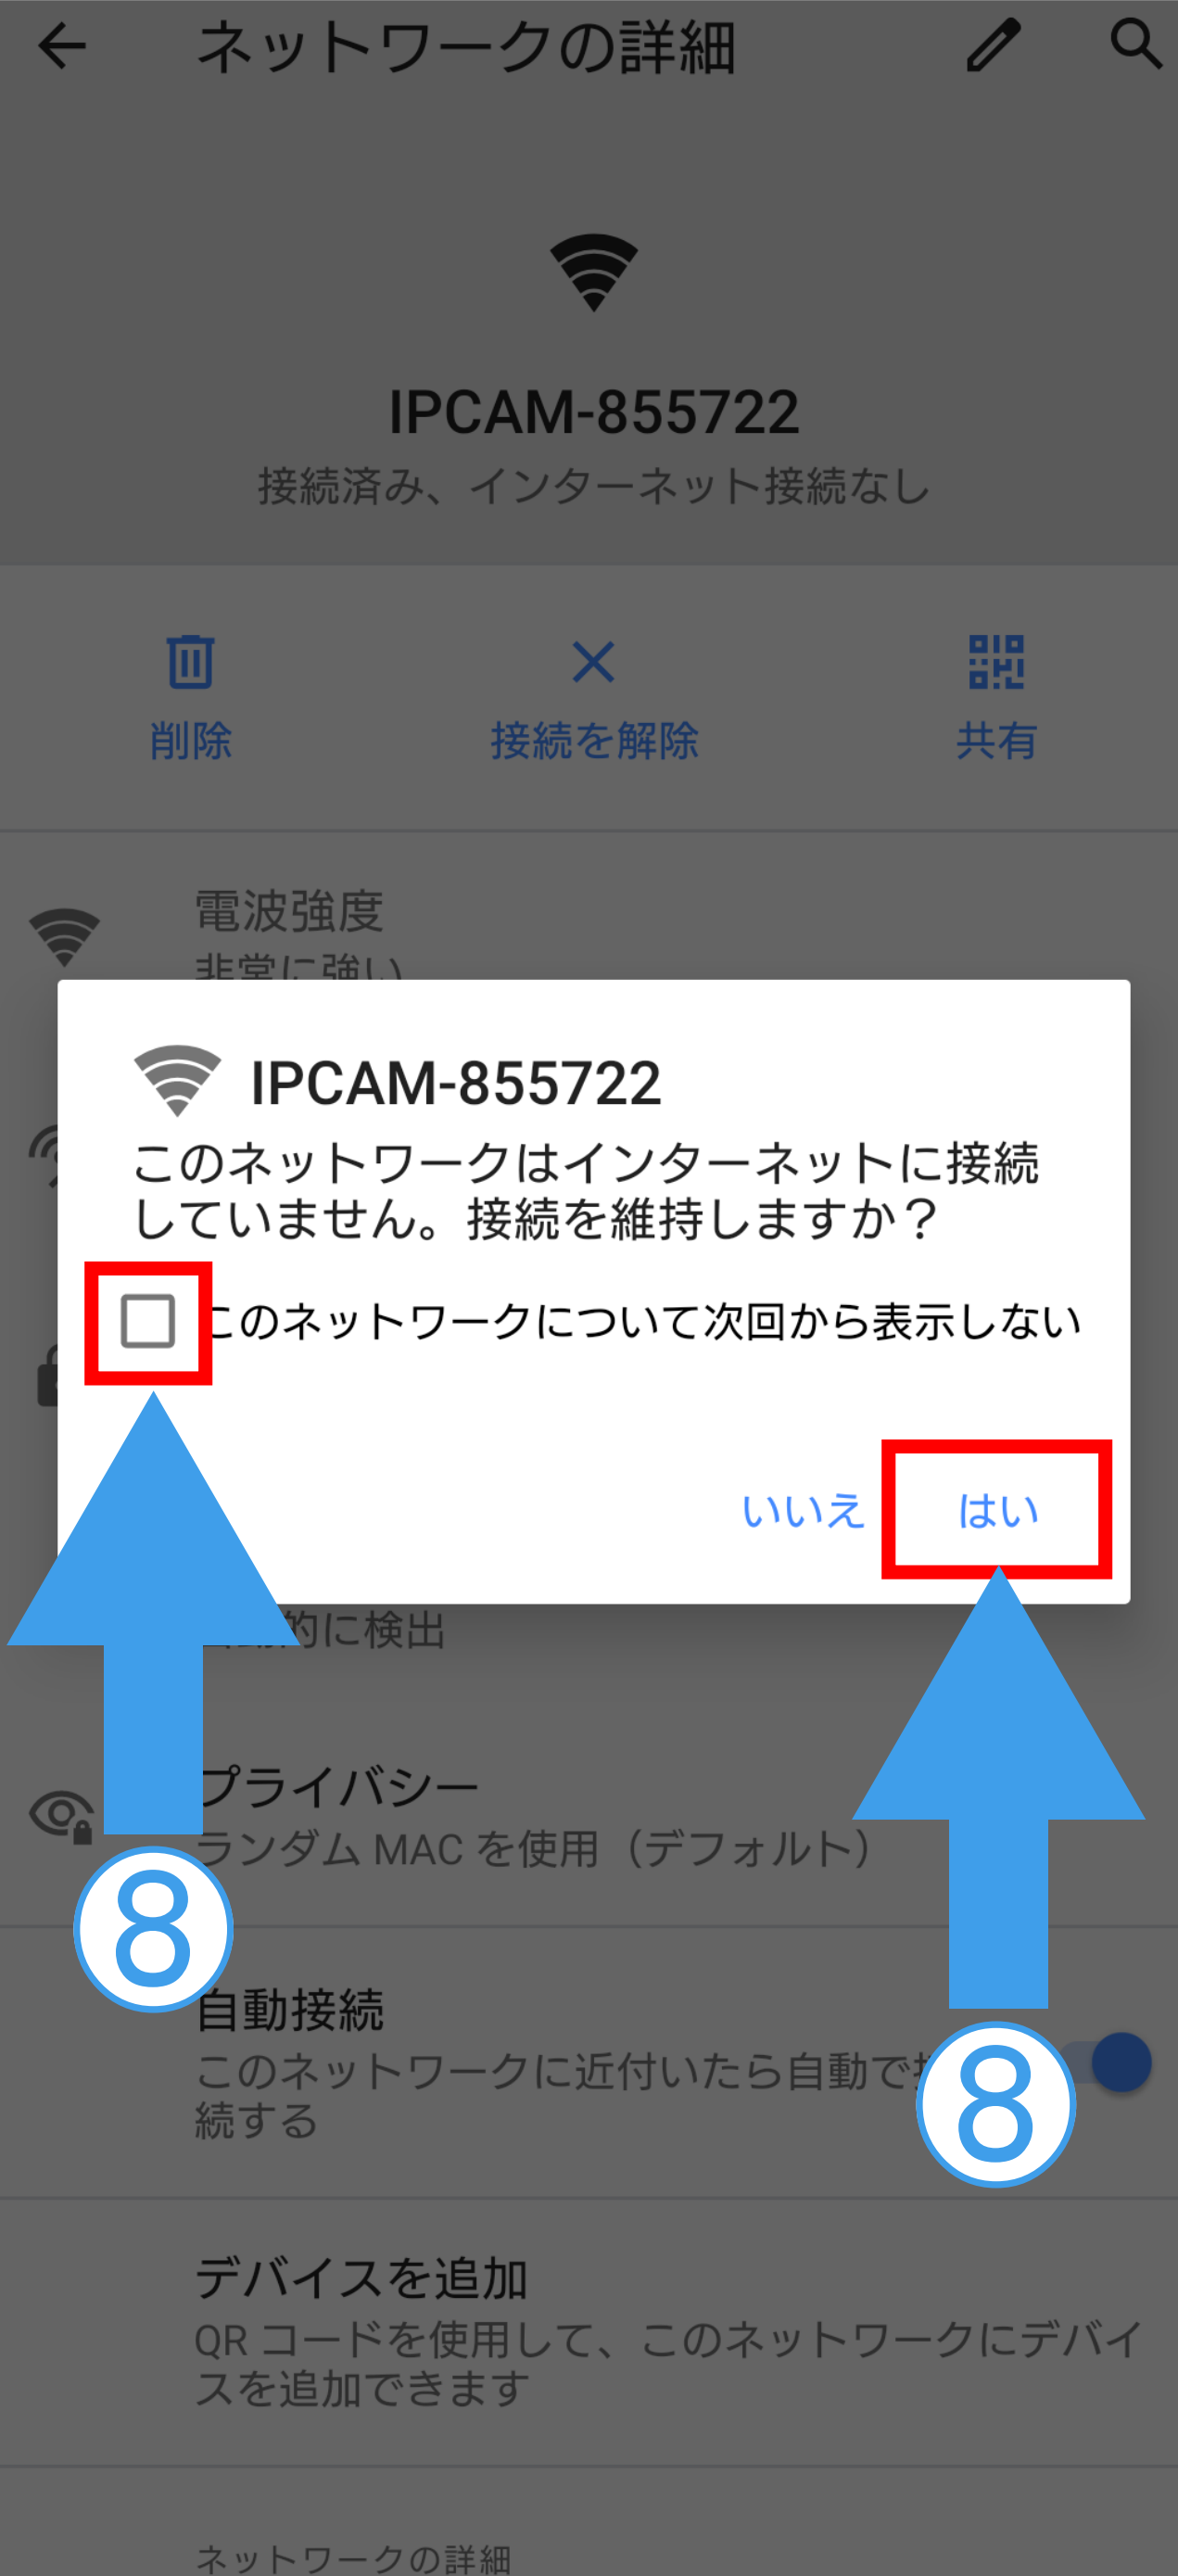 ネットワークの詳細
IPCAM-855722
接続済み、インターネット接続なし
削除
接続を解除
共有
電波強度
非常に強い
IPCAM-855722
このネットワークはインターネットに接続
していません。接続を維持しますか？
このネットワークについて次回から表示しない
いいえ
はい
的に検出
プライバシー
ランダム MAC を使用（デフォルト）
8
自動接続
このネットワークに近付いたら自動で接
続する
8
デバイスを追加
QR コードを使用して、このネットワークにデバイ
スを追加できます
ネットワークの詳細